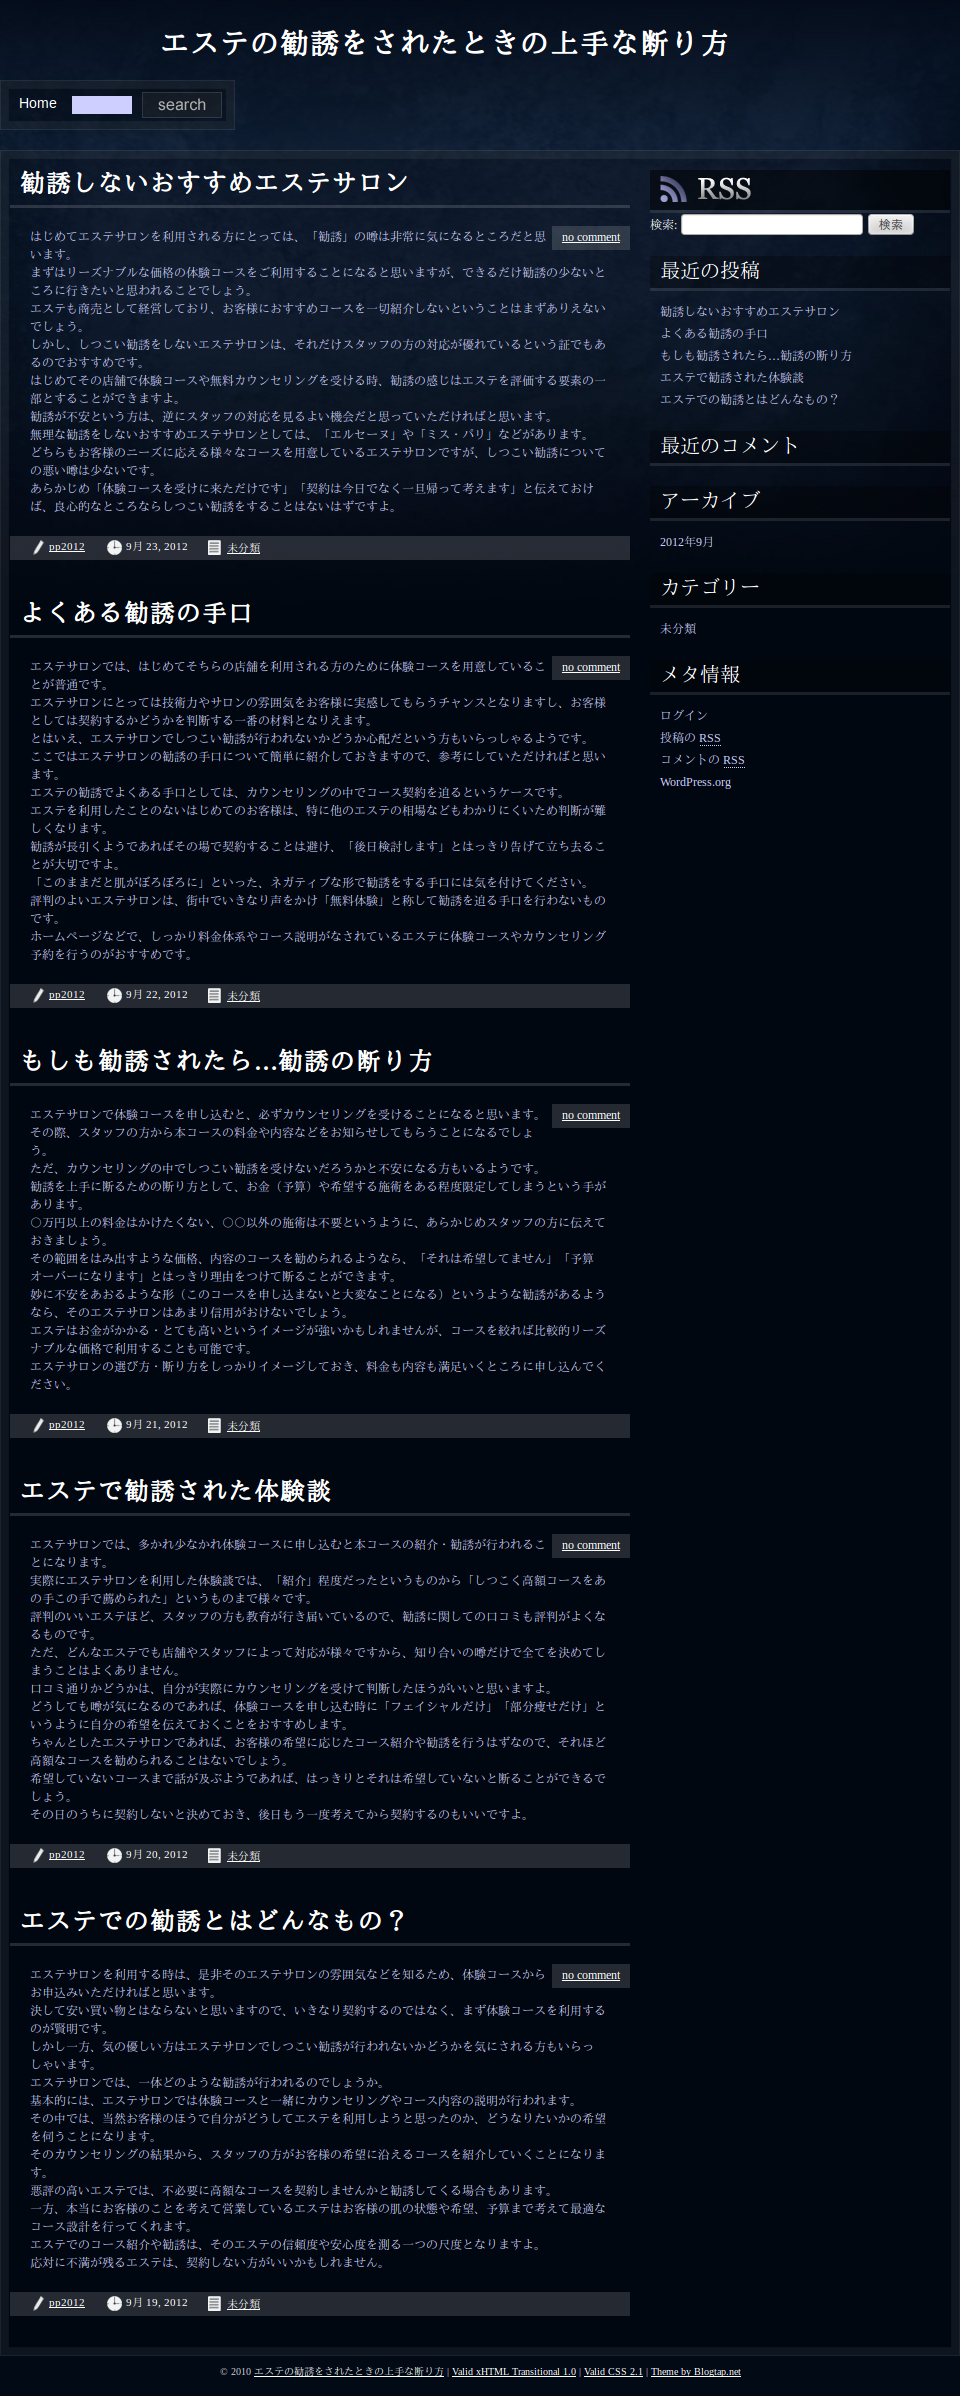 エステの勧誘をされたときの上手な断り方
Home
search
勧誘しないおすすめエステサロン
no comment
はじめてエステサロンを利用される方にとっては、「勧誘」の噂は非常に気になるところだと思
います。
まずはリーズナブルな価格の体験コースをご利用することになると思いますが、できるだけ勧誘の少ないと
ころに行きたいと思われることでしょう。
エステも商売として経営しており、お客様におすすめコースを一切紹介しないということはまずありえない
でしょう。
しかし、しつこい勧誘をしないエステサロンは、それだけスタッフの方の対応が優れているという証でもあ
るのでおすすめです。
はじめてその店舗で体験コースや無料カウンセリングを受ける時、勧誘の感じはエステを評価する要素の一
部とすることができますよ。
勧誘が不安という方は、逆にスタッフの対応を見るよい機会だと思っていただければと思います。
無理な勧誘をしないおすすめエステサロンとしては、「エルセーヌ」や「ミス・パリ」などがあります。
どちらもお客様のニーズに応える様々なコースを用意しているエステサロンですが、しつこい勧誘について
の悪い噂は少ないです。
あらかじめ「体験コースを受けに来ただけです」「契約は今日でなく一旦帰って考えます」と伝えておけ
ば、良心的なところならしつこい勧誘をすることはないはずですよ。
pp2012 9月 23, 2012 未分類
よくある勧誘の手口
no comment
エステサロンでは、はじめてそちらの店舗を利用される方のために体験コースを用意しているこ
とが普通です。
エステサロンにとっては技術力やサロンの雰囲気をお客様に実感してもらうチャンスとなりますし、お客様
としては契約するかどうかを判断する一番の材料となりえます。
とはいえ、エステサロンでしつこい勧誘が行われないかどうか心配だという方もいらっしゃるようです。
ここではエステサロンの勧誘の手口について簡単に紹介しておきますので、参考にしていただければと思い
ます。
エステの勧誘でよくある手口としては、カウンセリングの中でコース契約を迫るというケースです。
エステを利用したことのないはじめてのお客様は、特に他のエステの相場などもわかりにくいため判断が難
しくなります。
勧誘が長引くようであればその場で契約することは避け、「後日検討します」とはっきり告げて立ち去るこ
とが大切ですよ。
「このままだと肌がぼろぼろに」といった、ネガティブな形で勧誘をする手口には気を付けてください。
評判のよいエステサロンは、街中でいきなり声をかけ「無料体験」と称して勧誘を迫る手口を行わないもの
です。
ホームページなどで、しっかり料金体系やコース説明がなされているエステに体験コースやカウンセリング
予約を行うのがおすすめです。
pp2012 9月 22, 2012 未分類
もしも勧誘されたら…勧誘の断り方
no comment
エステサロンで体験コースを申し込むと、必ずカウンセリングを受けることになると思います。
その際、スタッフの方から本コースの料金や内容などをお知らせしてもらうことになるでしょ
う。
ただ、カウンセリングの中でしつこい勧誘を受けないだろうかと不安になる方もいるようです。
勧誘を上手に断るための断り方として、お金（予算）や希望する施術をある程度限定してしまうという手が
あります。
○万円以上の料金はかけたくない、○○以外の施術は不要というように、あらかじめスタッフの方に伝えて
おきましょう。
その範囲をはみ出すような価格、内容のコースを勧められるようなら、「それは希望してません」「予算
オーバーになります」とはっきり理由をつけて断ることができます。
妙に不安をあおるような形（このコースを申し込まないと大変なことになる）というような勧誘があるよう
なら、そのエステサロンはあまり信用がおけないでしょう。
エステはお金がかかる・とても高いというイメージが強いかもしれませんが、コースを絞れば比較的リーズ
ナブルな価格で利用することも可能です。
エステサロンの選び方・断り方をしっかりイメージしておき、料金も内容も満足いくところに申し込んでく
ださい。
pp2012 9月 21, 2012 未分類
エステで勧誘された体験談
no comment
エステサロンでは、多かれ少なかれ体験コースに申し込むと本コースの紹介・勧誘が行われるこ
とになります。
実際にエステサロンを利用した体験談では、「紹介」程度だったというものから「しつこく高額コースをあ
の手この手で薦められた」というものまで様々です。
評判のいいエステほど、スタッフの方も教育が行き届いているので、勧誘に関しての口コミも評判がよくな
るものです。
ただ、どんなエステでも店舗やスタッフによって対応が様々ですから、知り合いの噂だけで全てを決めてし
まうことはよくありません。
口コミ通りかどうかは、自分が実際にカウンセリングを受けて判断したほうがいいと思いますよ。
どうしても噂が気になるのであれば、体験コースを申し込む時に「フェイシャルだけ」「部分痩せだけ」と
いうように自分の希望を伝えておくことをおすすめします。
ちゃんとしたエステサロンであれば、お客様の希望に応じたコース紹介や勧誘を行うはずなので、それほど
高額なコースを勧められることはないでしょう。
希望していないコースまで話が及ぶようであれば、はっきりとそれは希望していないと断ることができるで
しょう。
その日のうちに契約しないと決めておき、後日もう一度考えてから契約するのもいいですよ。
pp2012 9月 20, 2012 未分類
エステでの勧誘とはどんなもの？
no comment
エステサロンを利用する時は、是非そのエステサロンの雰囲気などを知るため、体験コースから
お申込みいただければと思います。
決して安い買い物とはならないと思いますので、いきなり契約するのではなく、まず体験コースを利用する
のが賢明です。
しかし一方、気の優しい方はエステサロンでしつこい勧誘が行われないかどうかを気にされる方もいらっ
しゃいます。
エステサロンでは、一体どのような勧誘が行われるのでしょうか。
基本的には、エステサロンでは体験コースと一緒にカウンセリングやコース内容の説明が行われます。
その中では、当然お客様のほうで自分がどうしてエステを利用しようと思ったのか、どうなりたいかの希望
を伺うことになります。
そのカウンセリングの結果から、スタッフの方がお客様の希望に沿えるコースを紹介していくことになりま
す。
悪評の高いエステでは、不必要に高額なコースを契約しませんかと勧誘してくる場合もあります。
一方、本当にお客様のことを考えて営業しているエステはお客様の肌の状態や希望、予算まで考えて最適な
コース設計を行ってくれます。
エステでのコース紹介や勧誘は、そのエステの信頼度や安心度を測る一つの尺度となりますよ。
応対に不満が残るエステは、契約しない方がいいかもしれません。
pp2012 9月 19, 2012 未分類
RSS
検索: 検索
最近の投稿
勧誘しないおすすめエステサロン
よくある勧誘の手口
もしも勧誘されたら…勧誘の断り方
エステで勧誘された体験談
エステでの勧誘とはどんなもの？
最近のコメント
アーカイブ
2012年9月
カテゴリー
未分類
メタ情報
ログイン
投稿の RSS
コメントの RSS
WordPress.org
© 2010 エステの勧誘をされたときの上手な断り方 | Valid xHTML Transitional 1.0 | Valid CSS 2.1 | Theme by Blogtap.net